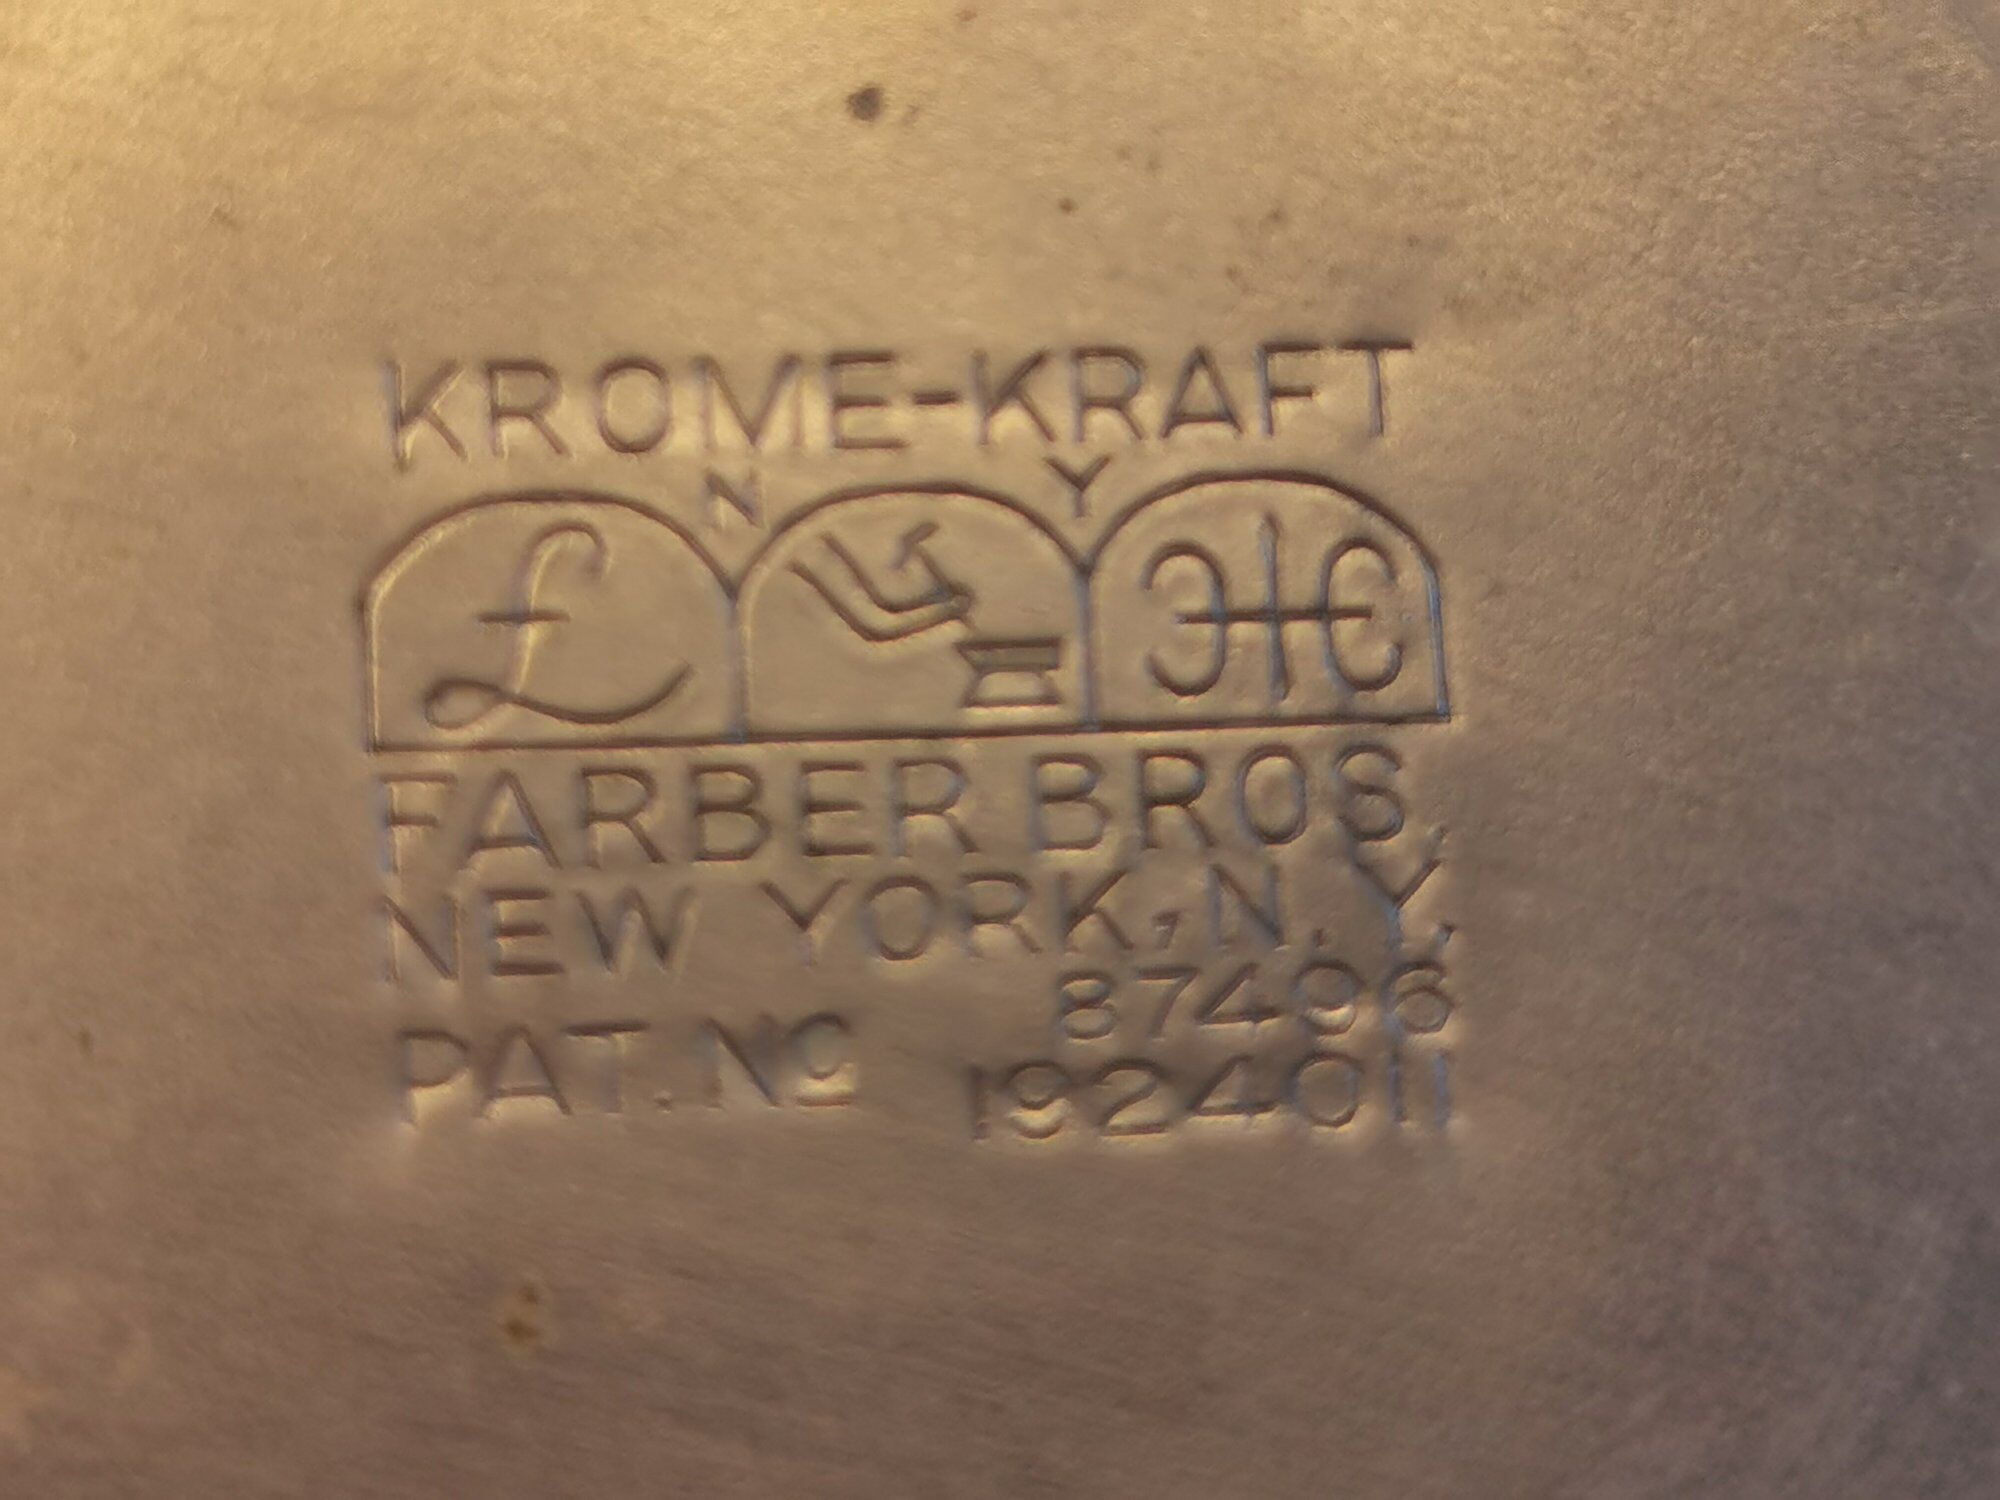 KROME-KRAFT
N Y
FARBER BROS.
NEW YORK, N.Y.
87496
PAT. Nº 1924011